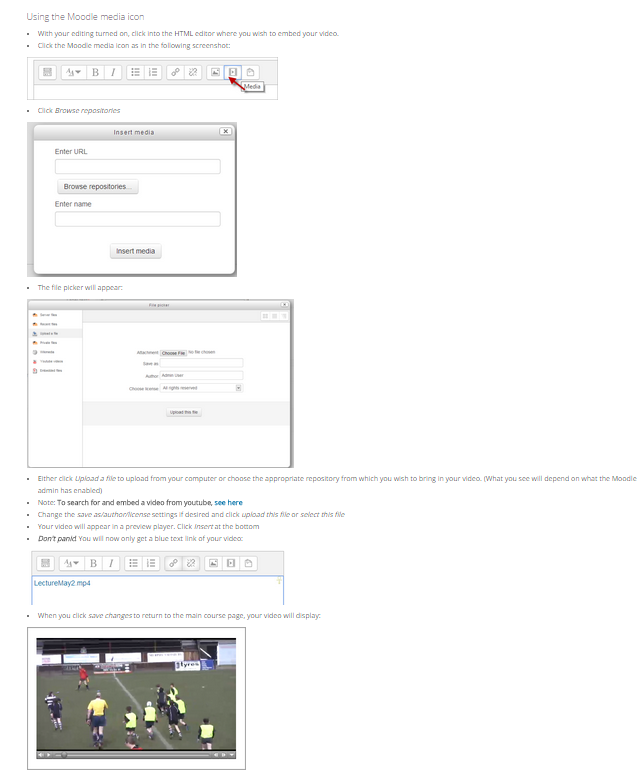 Using the Moodle media icon
With your editing turned on, click into the HTML editor where you wish to embed your video.
Click the Moodle media icon as in the following screenshot:
B I
Media
Click Browse repositories
Insert media
Enter URL
Browse repositories...
Enter name
Insert media
The file picker will appear:
File picker
Server files
Recent files
Upload a file
Private files
Wikimedia
Youtube videos
Embedded files
Attachment Choose File No file chosen
Save as
Author Admin User
Choose license All rights reserved
Upload this file
Either click Upload a file to upload from your computer or choose the appropriate repository from which you wish to bring in your video. (What you see will depend on what the Moodle
admin has enabled)
Note: To search for and embed a video from youtube, see here
Change the save as/author/license settings if desired and click upload this file or select this file
Your video will appear in a preview player. Click Insert at the bottom
Don't panic! You will now only get a blue text link of your video:
B I
LectureMay2.mp4
When you click save changes to return to the main course page, your video will display:
tyres